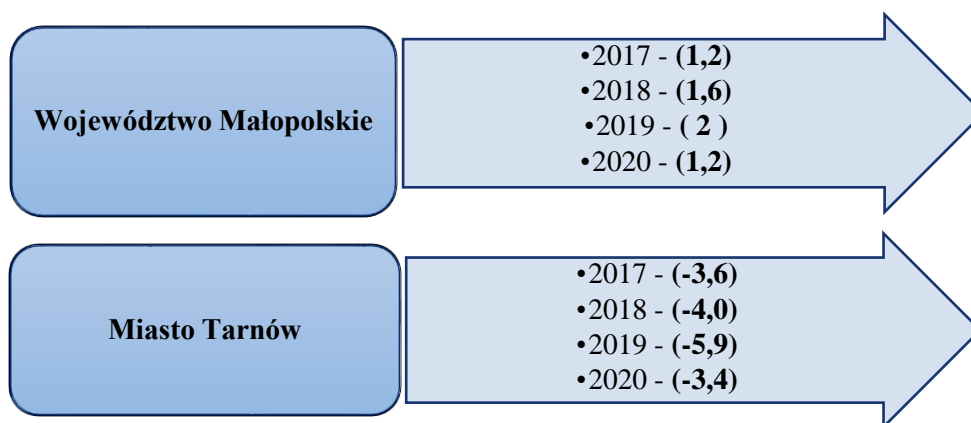 Województwo Małopolskie
•2017 - (1,2)
•2018 - (1,6)
•2019 - ( 2 )
•2020 - (1,2)
Miasto Tarnów
•2017 - (-3,6)
•2018 - (-4,0)
•2019 - (-5,9)
•2020 - (-3,4)